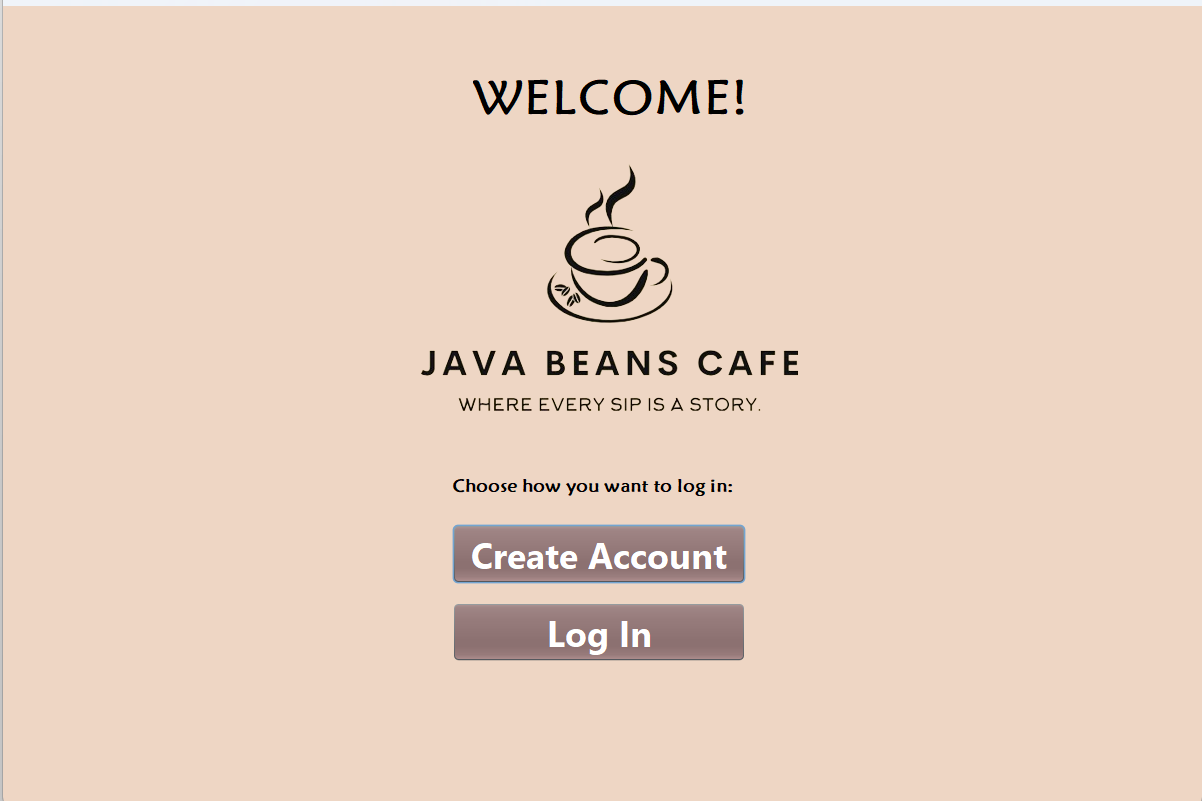 WELCOME!
JAVA BEANS CAFE
WHERE EVERY SIP IS A STORY.
Choose how you want to log in:
Create Account
Log In